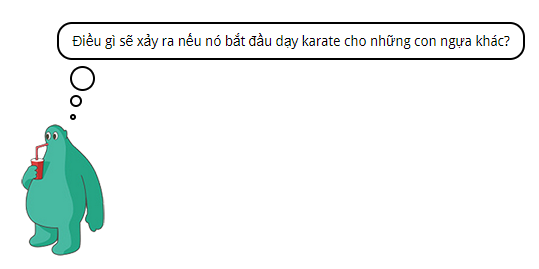 Điều gì sẽ xảy ra nếu nó bắt đầu dạy karate cho những con ngựa khác?